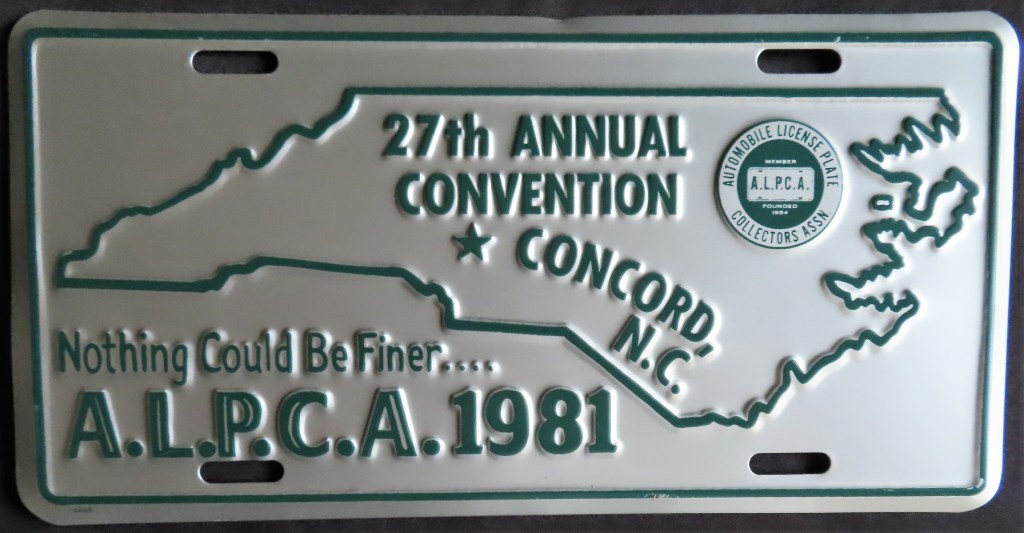 27th ANNUAL
CONVENTION
CONCORD,
N.C.
AUTOMOBILE LICENSE PLATE
MEMBER
A.L.P.C.A.
FOUNDED
1954
COLLECTORS ASSN.
Nothing Could Be Finer....
A.L.P.C.A. 1981